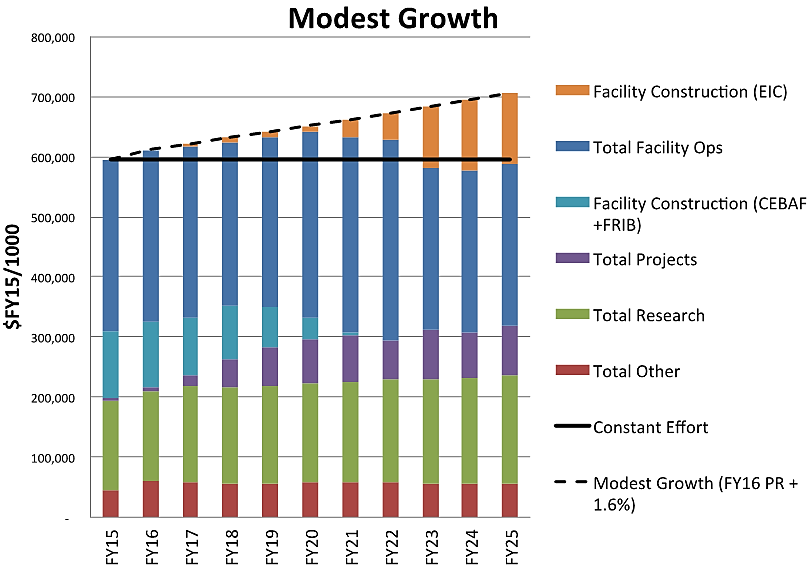 Modest Growth
$FY15/1000
800,000
700,000
600,000
500,000
400,000
300,000
200,000
100,000
-
FY15
FY16
FY17
FY18
FY19
FY20
FY21
FY22
FY23
FY24
FY25
Facility Construction (EIC)
Total Facility Ops
Facility Construction (CEBAF
+FRIB)
Total Projects
Total Research
Total Other
Constant Effort
Modest Growth (FY16 PR +
1.6%)